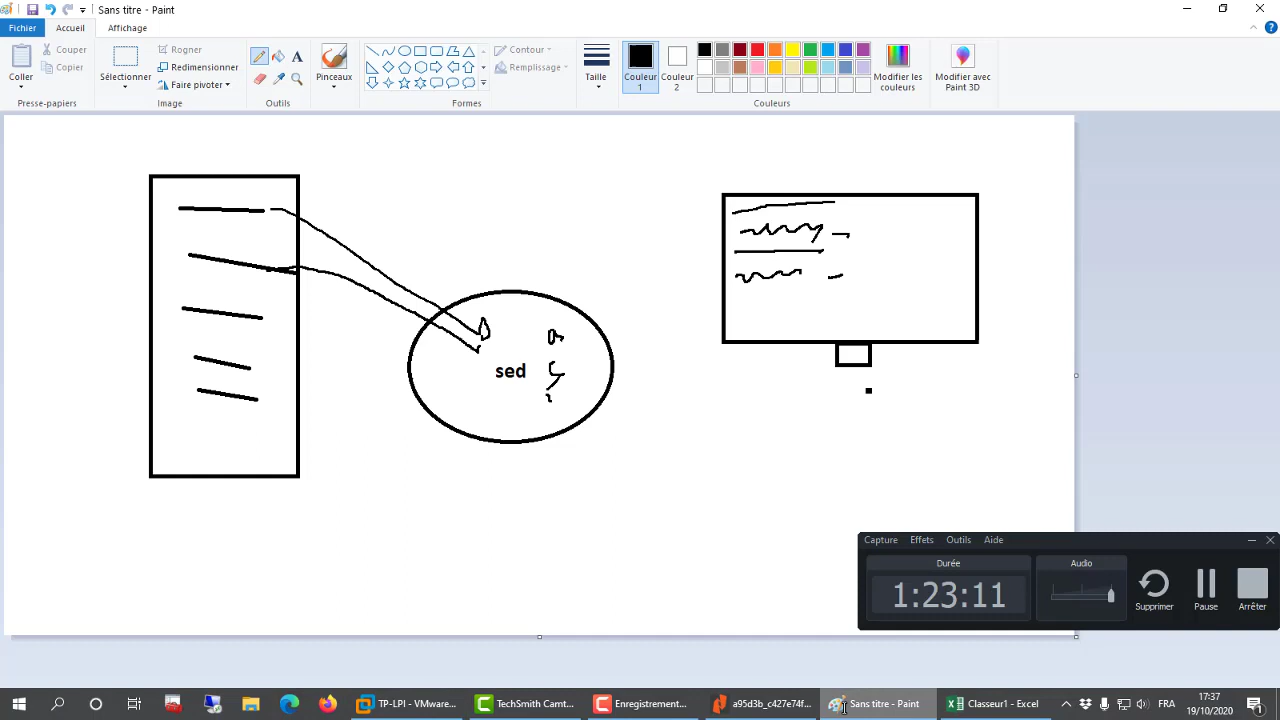 Sans titre - Paint
Fichier Accueil Affichage
Coller
Presse-papiers
Sélectionner
Rogner
Redimensionner
Faire pivoter
Image
Couper
Copier
A
Outils
Pinceaux
Formes
Contour
Remplissage
Taille
Couleur
1
Couleur
2
Couleurs
Modifier les
couleurs
Modifier avec
Paint 3D
sed
Capture Effets Outils Aide
Durée
1:23:11
Audio
Supprimer
Pause
Arrêter
TP-LPI - VMware...
TechSmith Camt...
Enregistrement...
a95d3b_c427e74f...
Sans titre - Paint
Classeur1 - Excel
FRA
17:37
19/10/2020
1